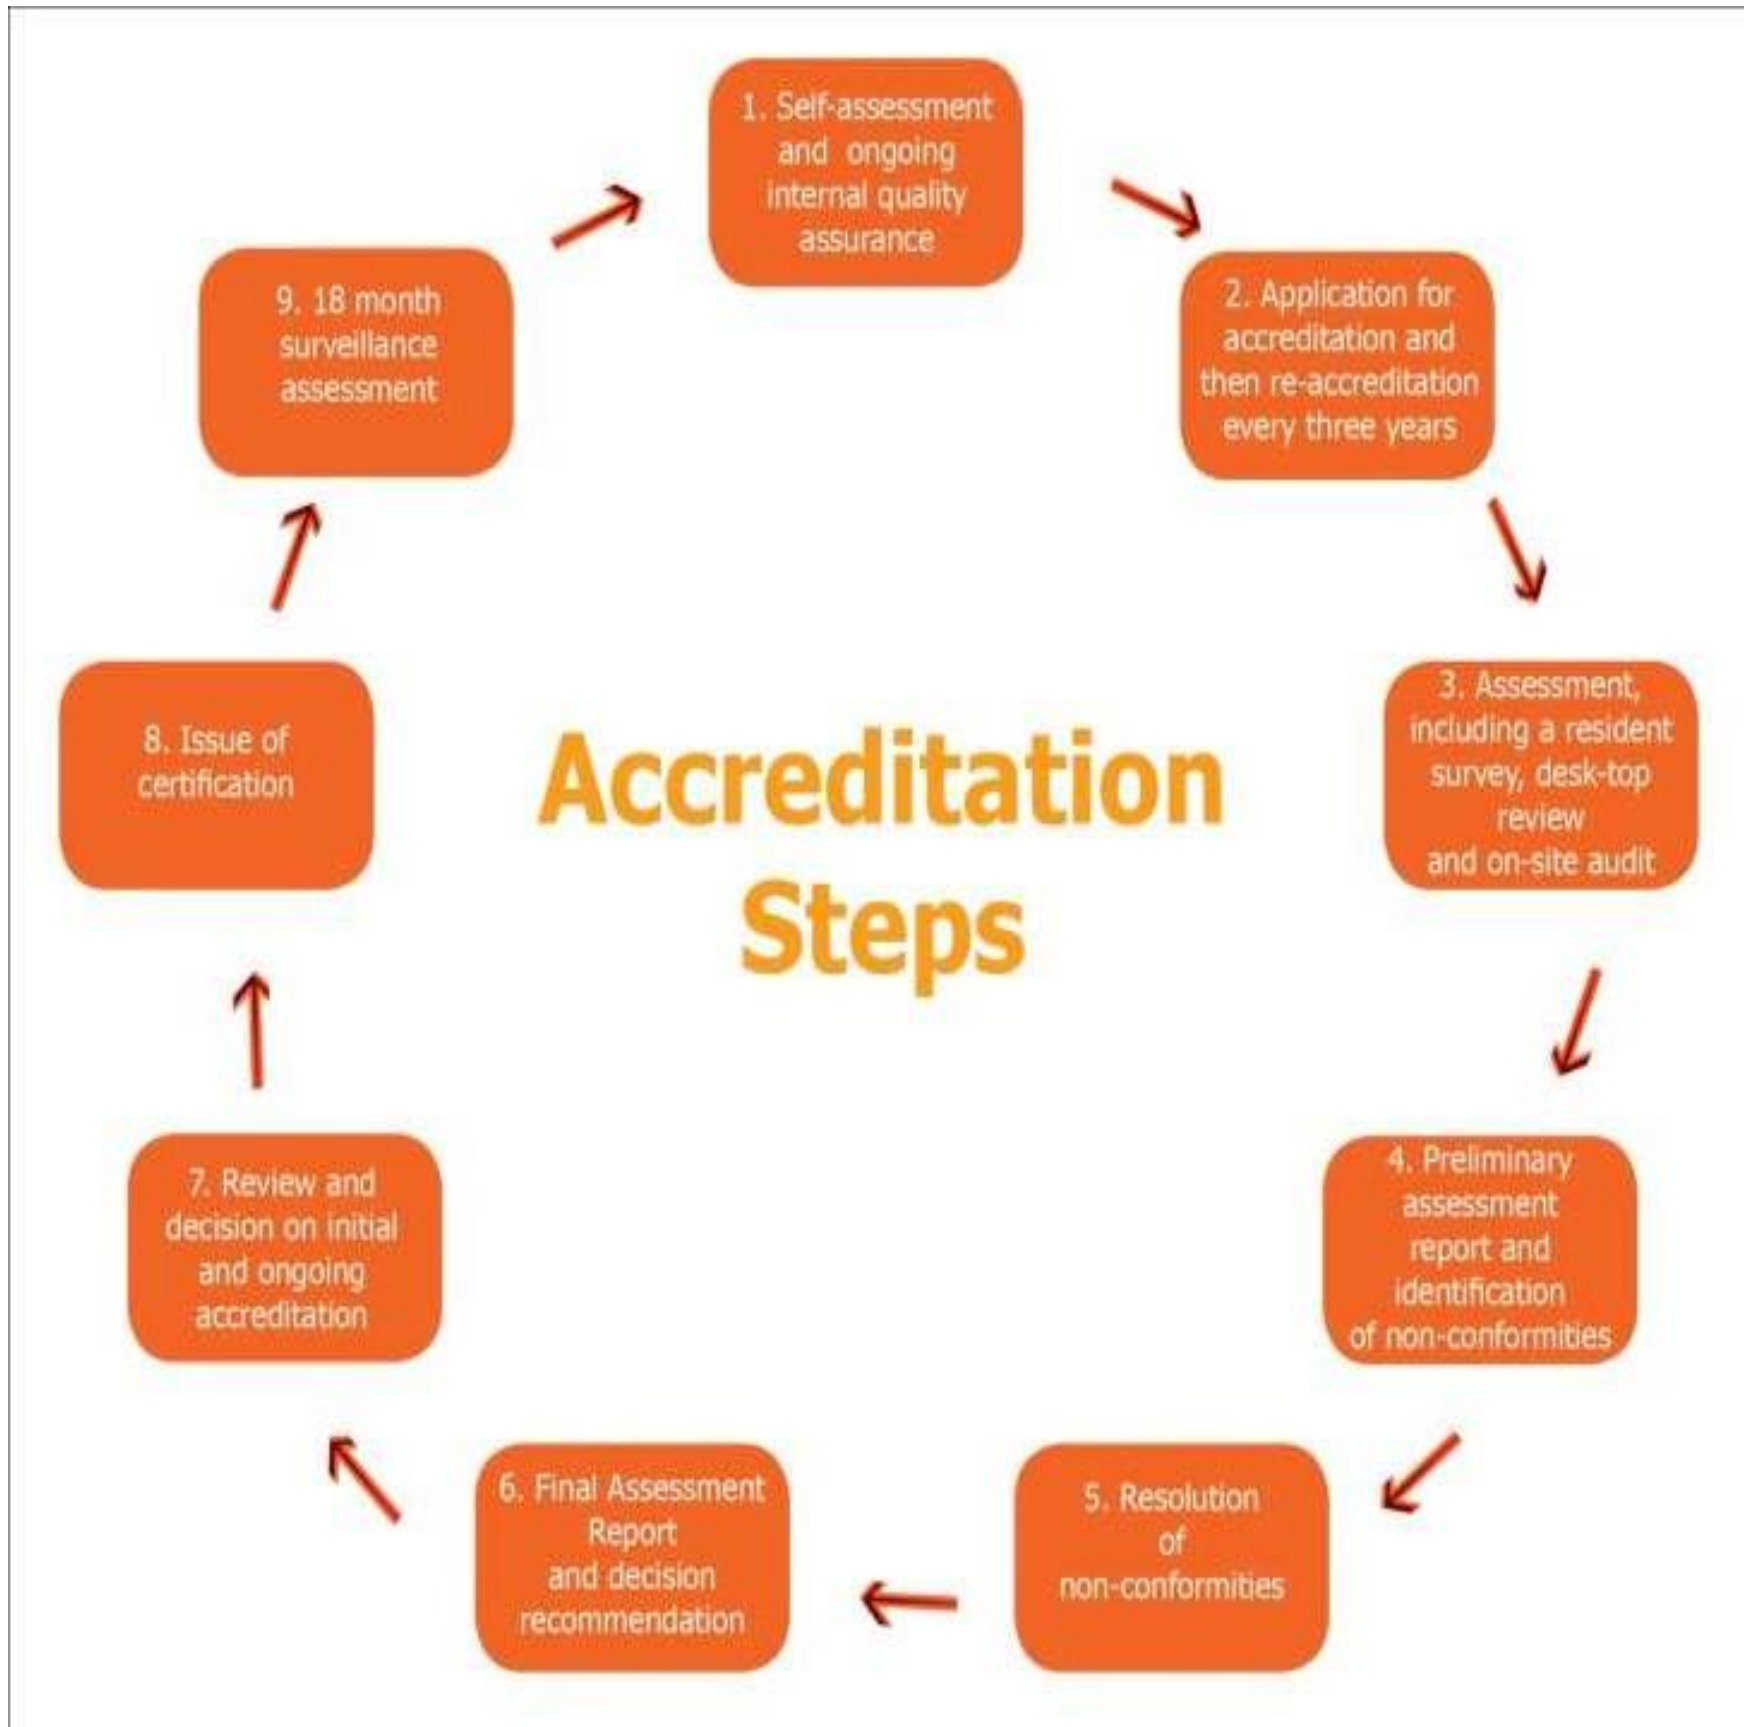 1. Self-assessment
and ongoing
internal quality
assurance
2. Application for
accreditation and
then re-accreditation
every three years
3. Assessment,
including a resident
survey, desk-top
review
and on-site audit
4. Preliminary
assessment
report and
identification
of non-conformities
5. Resolution
of
non-conformities
6. Final Assessment
Report
and decision
recommendation
7. Review and
decision on initial
and ongoing
accreditation
8. Issue of
certification
9. 18 month
surveillance
assessment
Accreditation
Steps